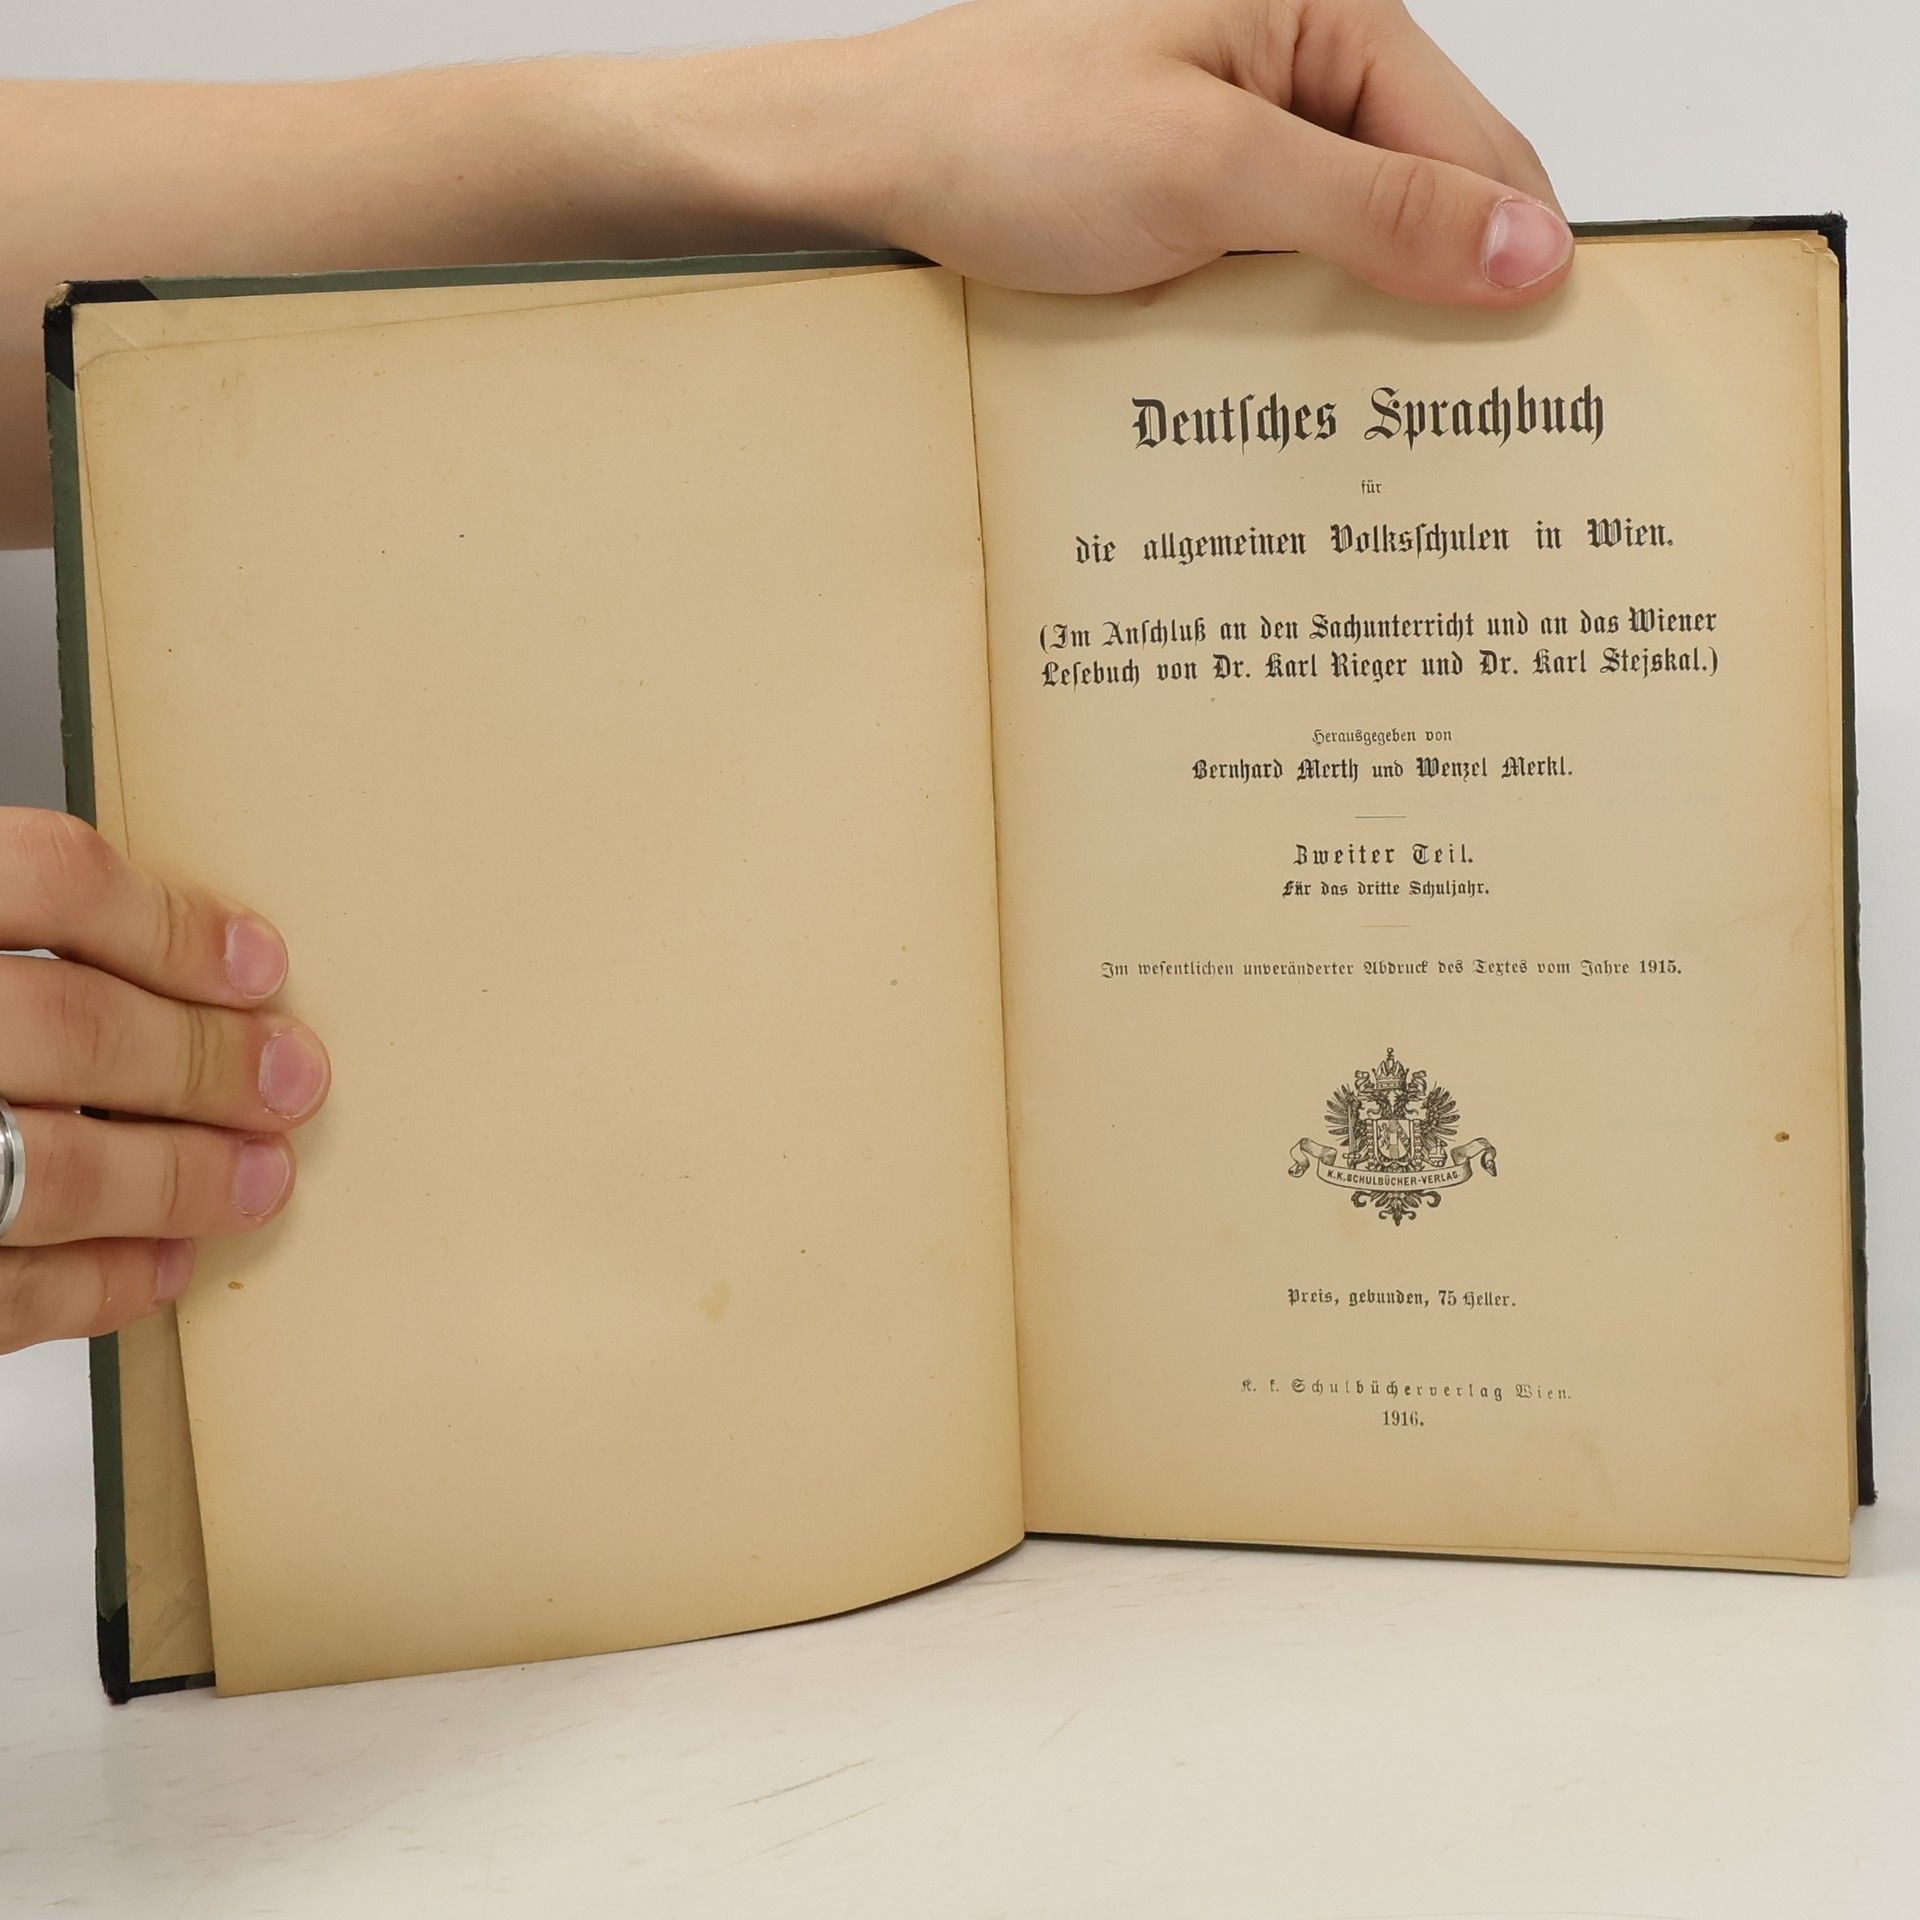 Deutſches Sprachbuch
für
die allgemeinen Volksſchulen in Wien.
(Im Anſchluß an den Sachunterricht und an das Wiener
Leſebuch von Dr. Karl Rieger und Dr. Karl Stejskal.)
Herausgegeben von
Bernhard Merth und Wenzel Merkl.
Zweiter Teil.
Für das dritte Schuljahr.
Im weſentlichen unveränderter Abdruck des Textes vom Jahre 1915.
K.K.SCHULBÜCHER-VERLAG.
Preis, gebunden, 75 Heller.
K. k. Schulbücherverlag Wien.
1916.